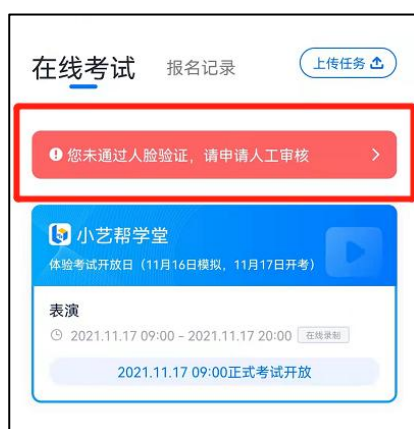 在线考试 报名记录 上传任务
您未通过人脸验证，请申请人工审核
小艺帮学堂
体验考试开放日（11月16日模拟，11月17日开考）
表演
2021.11.17 09:00 - 2021.11.17 20:00 在线录制
2021.11.17 09:00正式考试开放